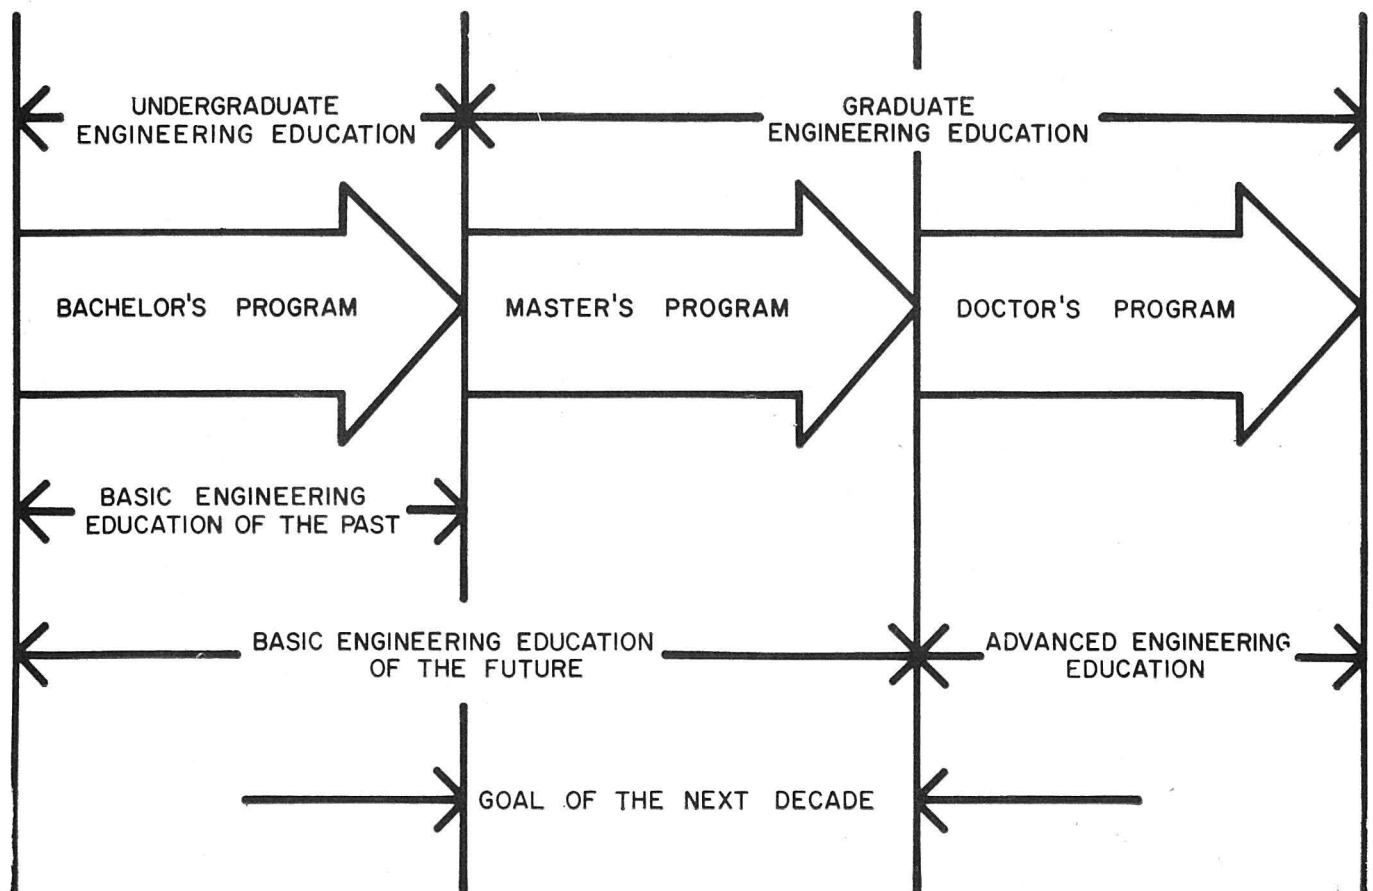 UNDERGRADUATE
ENGINEERING EDUCATION
GRADUATE
ENGINEERING EDUCATION
BACHELOR'S PROGRAM
MASTER'S PROGRAM
DOCTOR'S PROGRAM
BASIC ENGINEERING
EDUCATION OF THE PAST
BASIC ENGINEERING EDUCATION
OF THE FUTURE
ADVANCED ENGINEERING
EDUCATION
GOAL OF THE NEXT DECADE